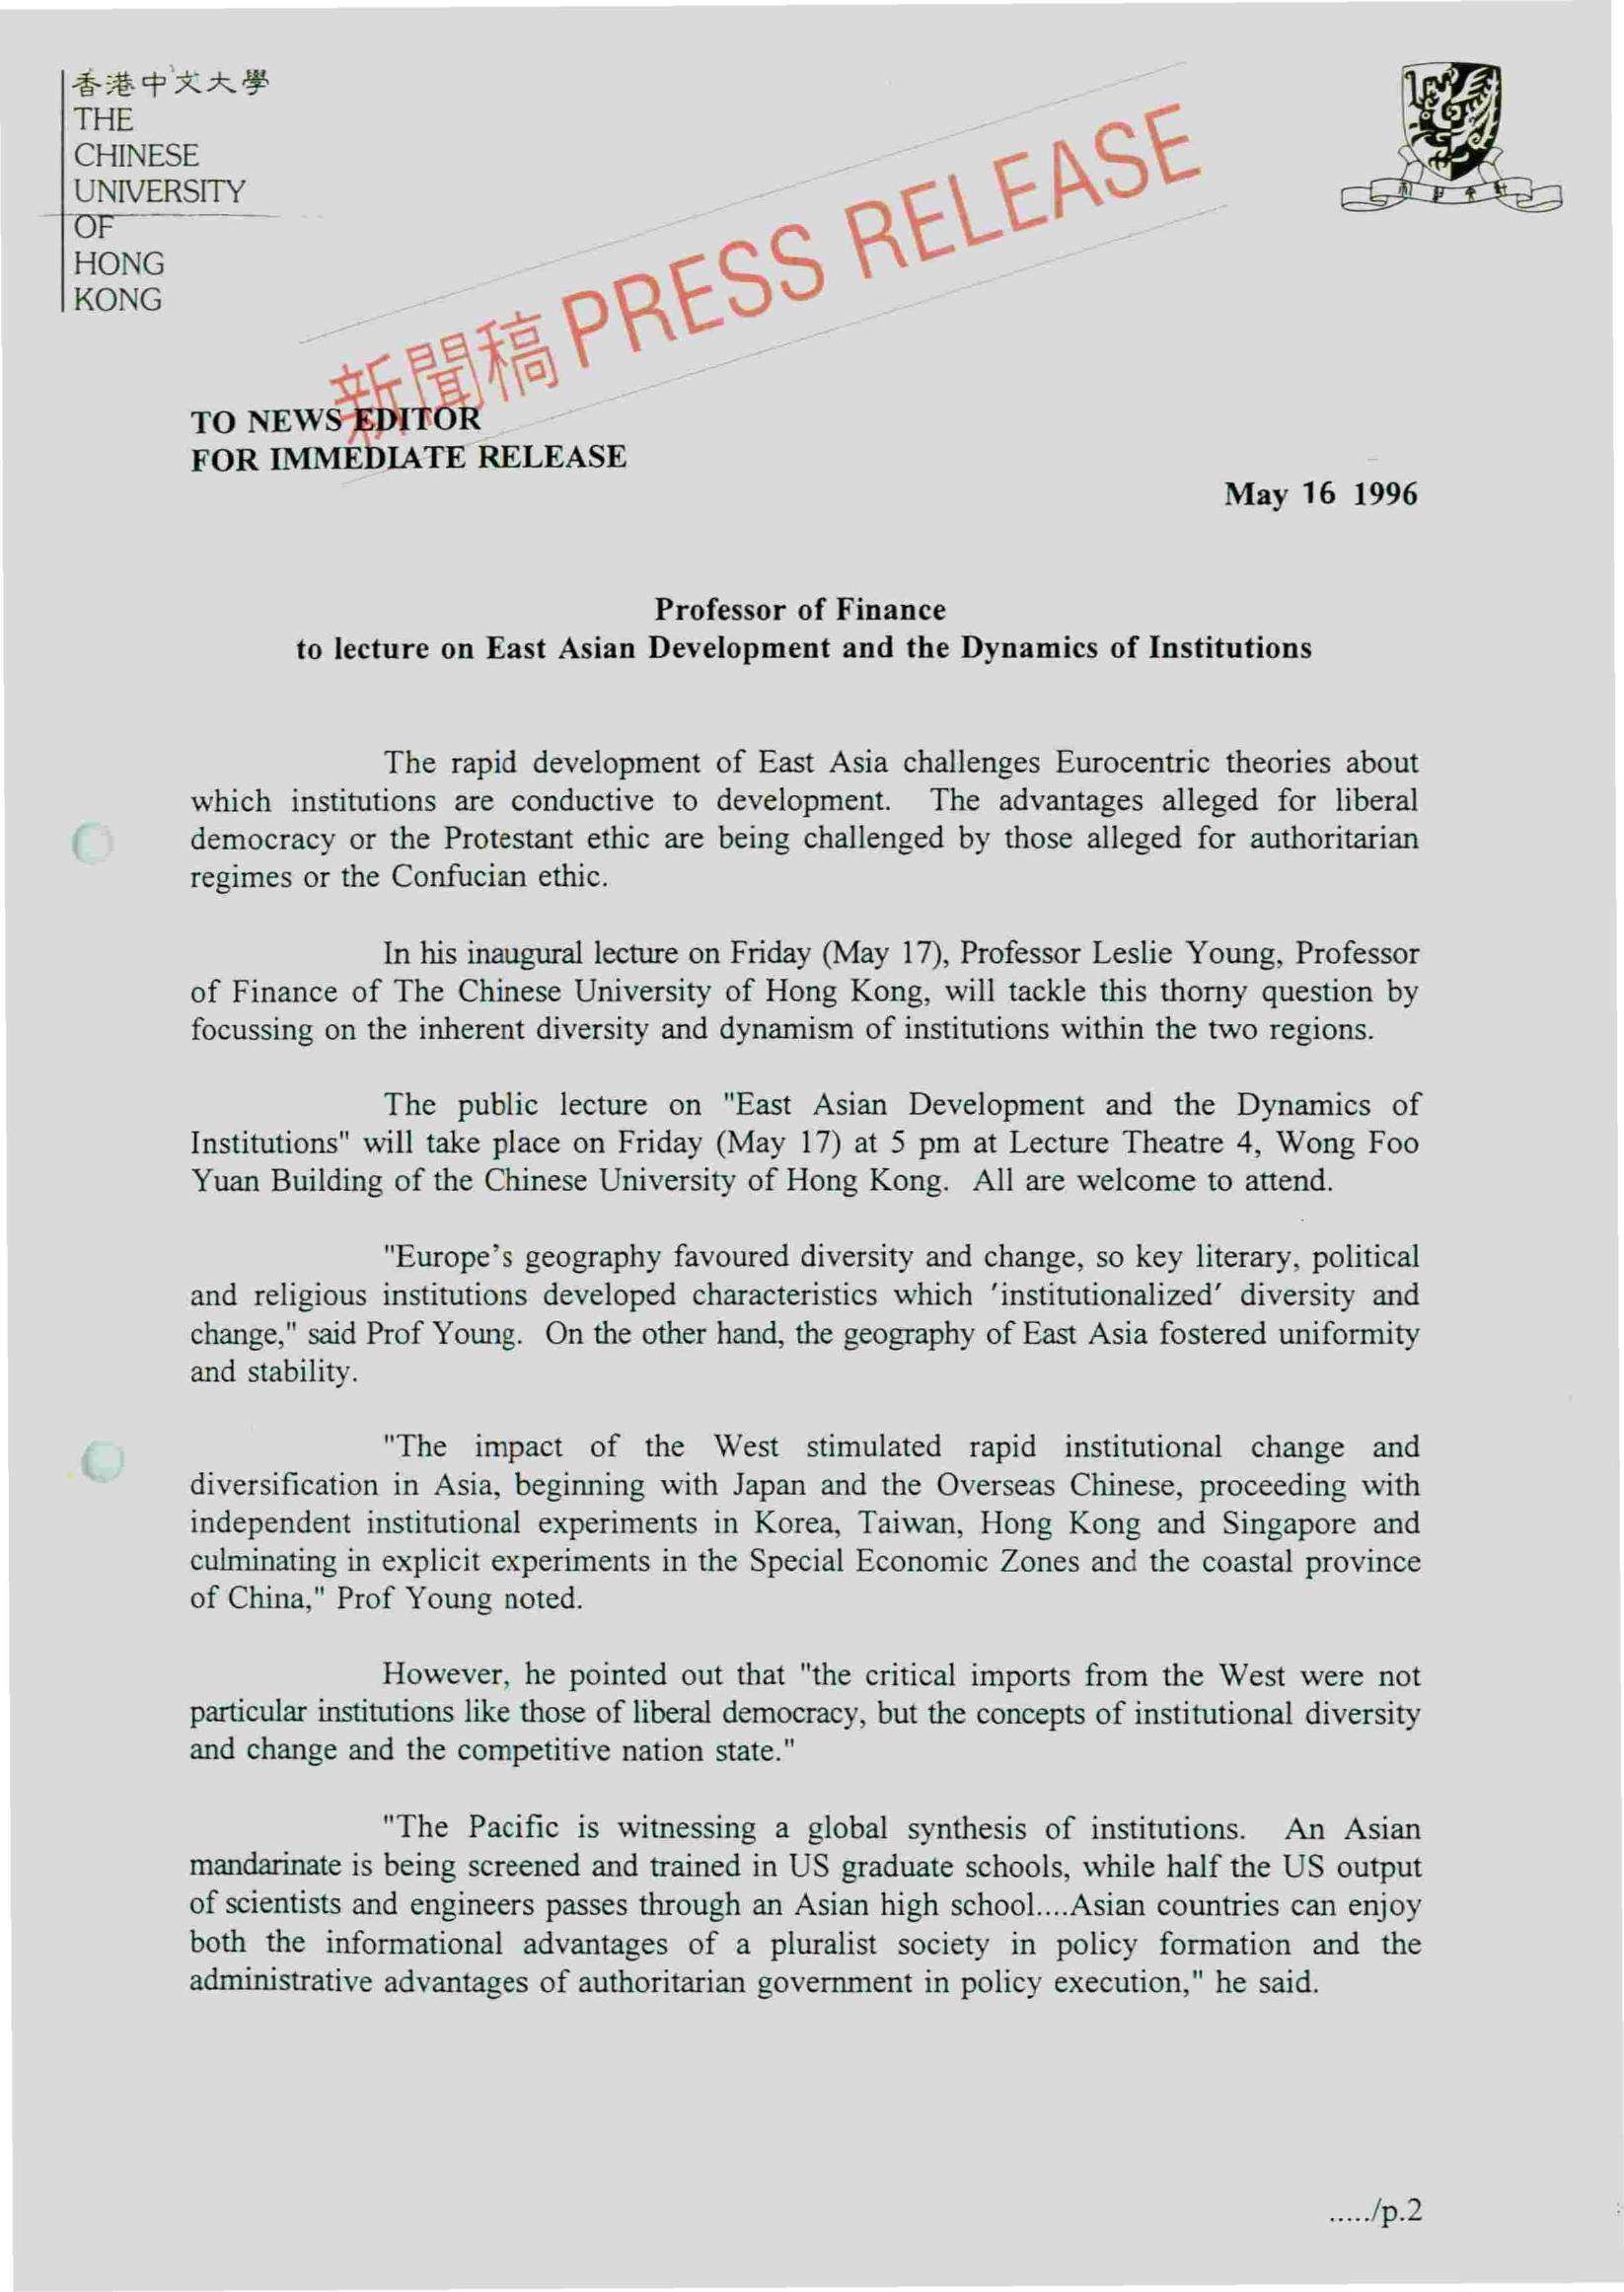 香港中文大學
THE
CHINESE
UNIVERSITY
OF
HONG
KONG
新聞稿 PRESS RELEASE
TO NEWS EDITOR
FOR IMMEDIATE RELEASE
May 16 1996
Professor of Finance
to lecture on East Asian Development and the Dynamics of Institutions
The rapid development of East Asia challenges Eurocentric theories about
which institutions are conductive to development. The advantages alleged for liberal
democracy or the Protestant ethic are being challenged by those alleged for authoritarian
regimes or the Confucian ethic.
In his inaugural lecture on Friday (May 17), Professor Leslie Young, Professor
of Finance of The Chinese University of Hong Kong, will tackle this thorny question by
focussing on the inherent diversity and dynamism of institutions within the two regions.
The public lecture on "East Asian Development and the Dynamics of
Institutions" will take place on Friday (May 17) at 5 pm at Lecture Theatre 4, Wong Foo
Yuan Building of the Chinese University of Hong Kong. All are welcome to attend.
"Europe's geography favoured diversity and change, so key literary, political
and religious institutions developed characteristics which 'institutionalized' diversity and
change," said Prof Young. On the other hand, the geography of East Asia fostered uniformity
and stability.
"The impact of the West stimulated rapid institutional change and
diversification in Asia, beginning with Japan and the Overseas Chinese, proceeding with
independent institutional experiments in Korea, Taiwan, Hong Kong and Singapore and
culminating in explicit experiments in the Special Economic Zones and the coastal province
of China," Prof Young noted.
However, he pointed out that "the critical imports from the West were not
particular institutions like those of liberal democracy, but the concepts of institutional diversity
and change and the competitive nation state."
"The Pacific is witnessing a global synthesis of institutions. An Asian
mandarinate is being screened and trained in US graduate schools, while half the US output
of scientists and engineers passes through an Asian high school....Asian countries can enjoy
both the informational advantages of a pluralist society in policy formation and the
administrative advantages of authoritarian government in policy execution," he said.
...../p.2